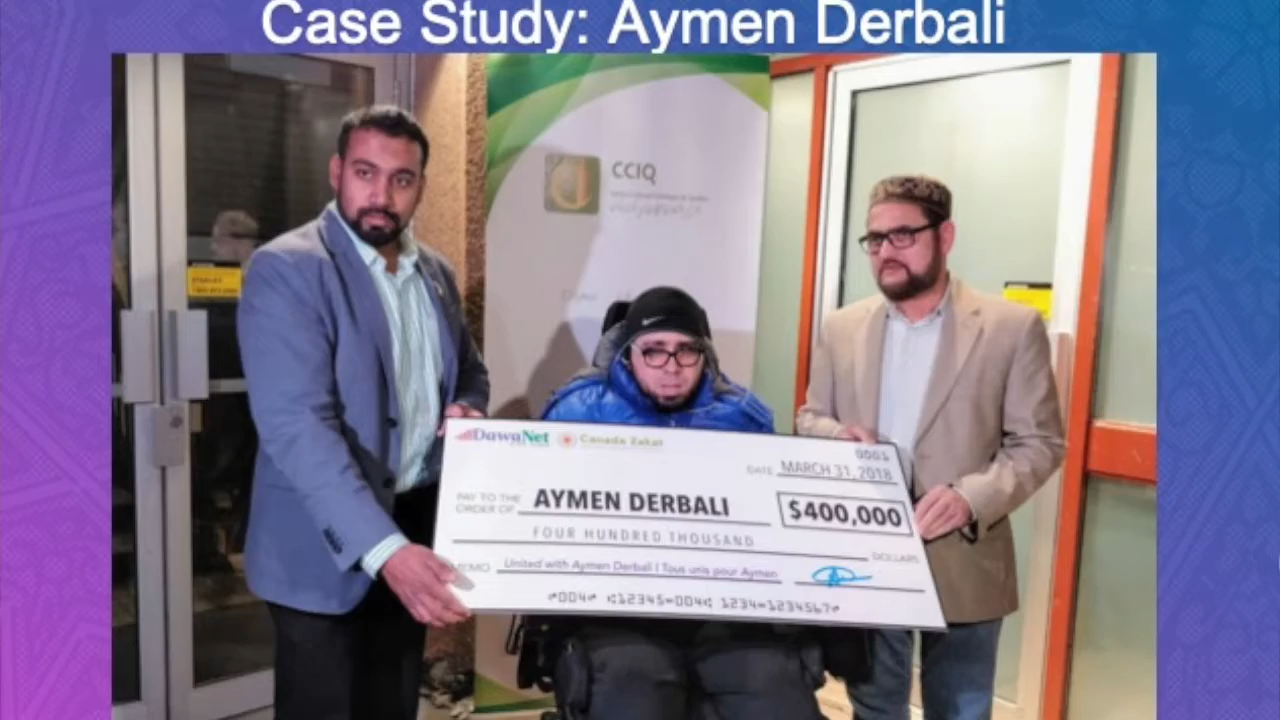 Case Study: Aymen Derbali
CCIQ
DawaNet
Canada Zakat
0001
DATE MARCH 31, 2018
PAY TO THE
ORDER OF AYMEN DERBALI $400,000
FOUR HUNDRED THOUSAND
DOLLARS
MEMO United with Aymen Derbali | Tous unis pour Aymen
⑈004⑈ ⑆12345⑉004⑆ 1234⑉1234567⑈